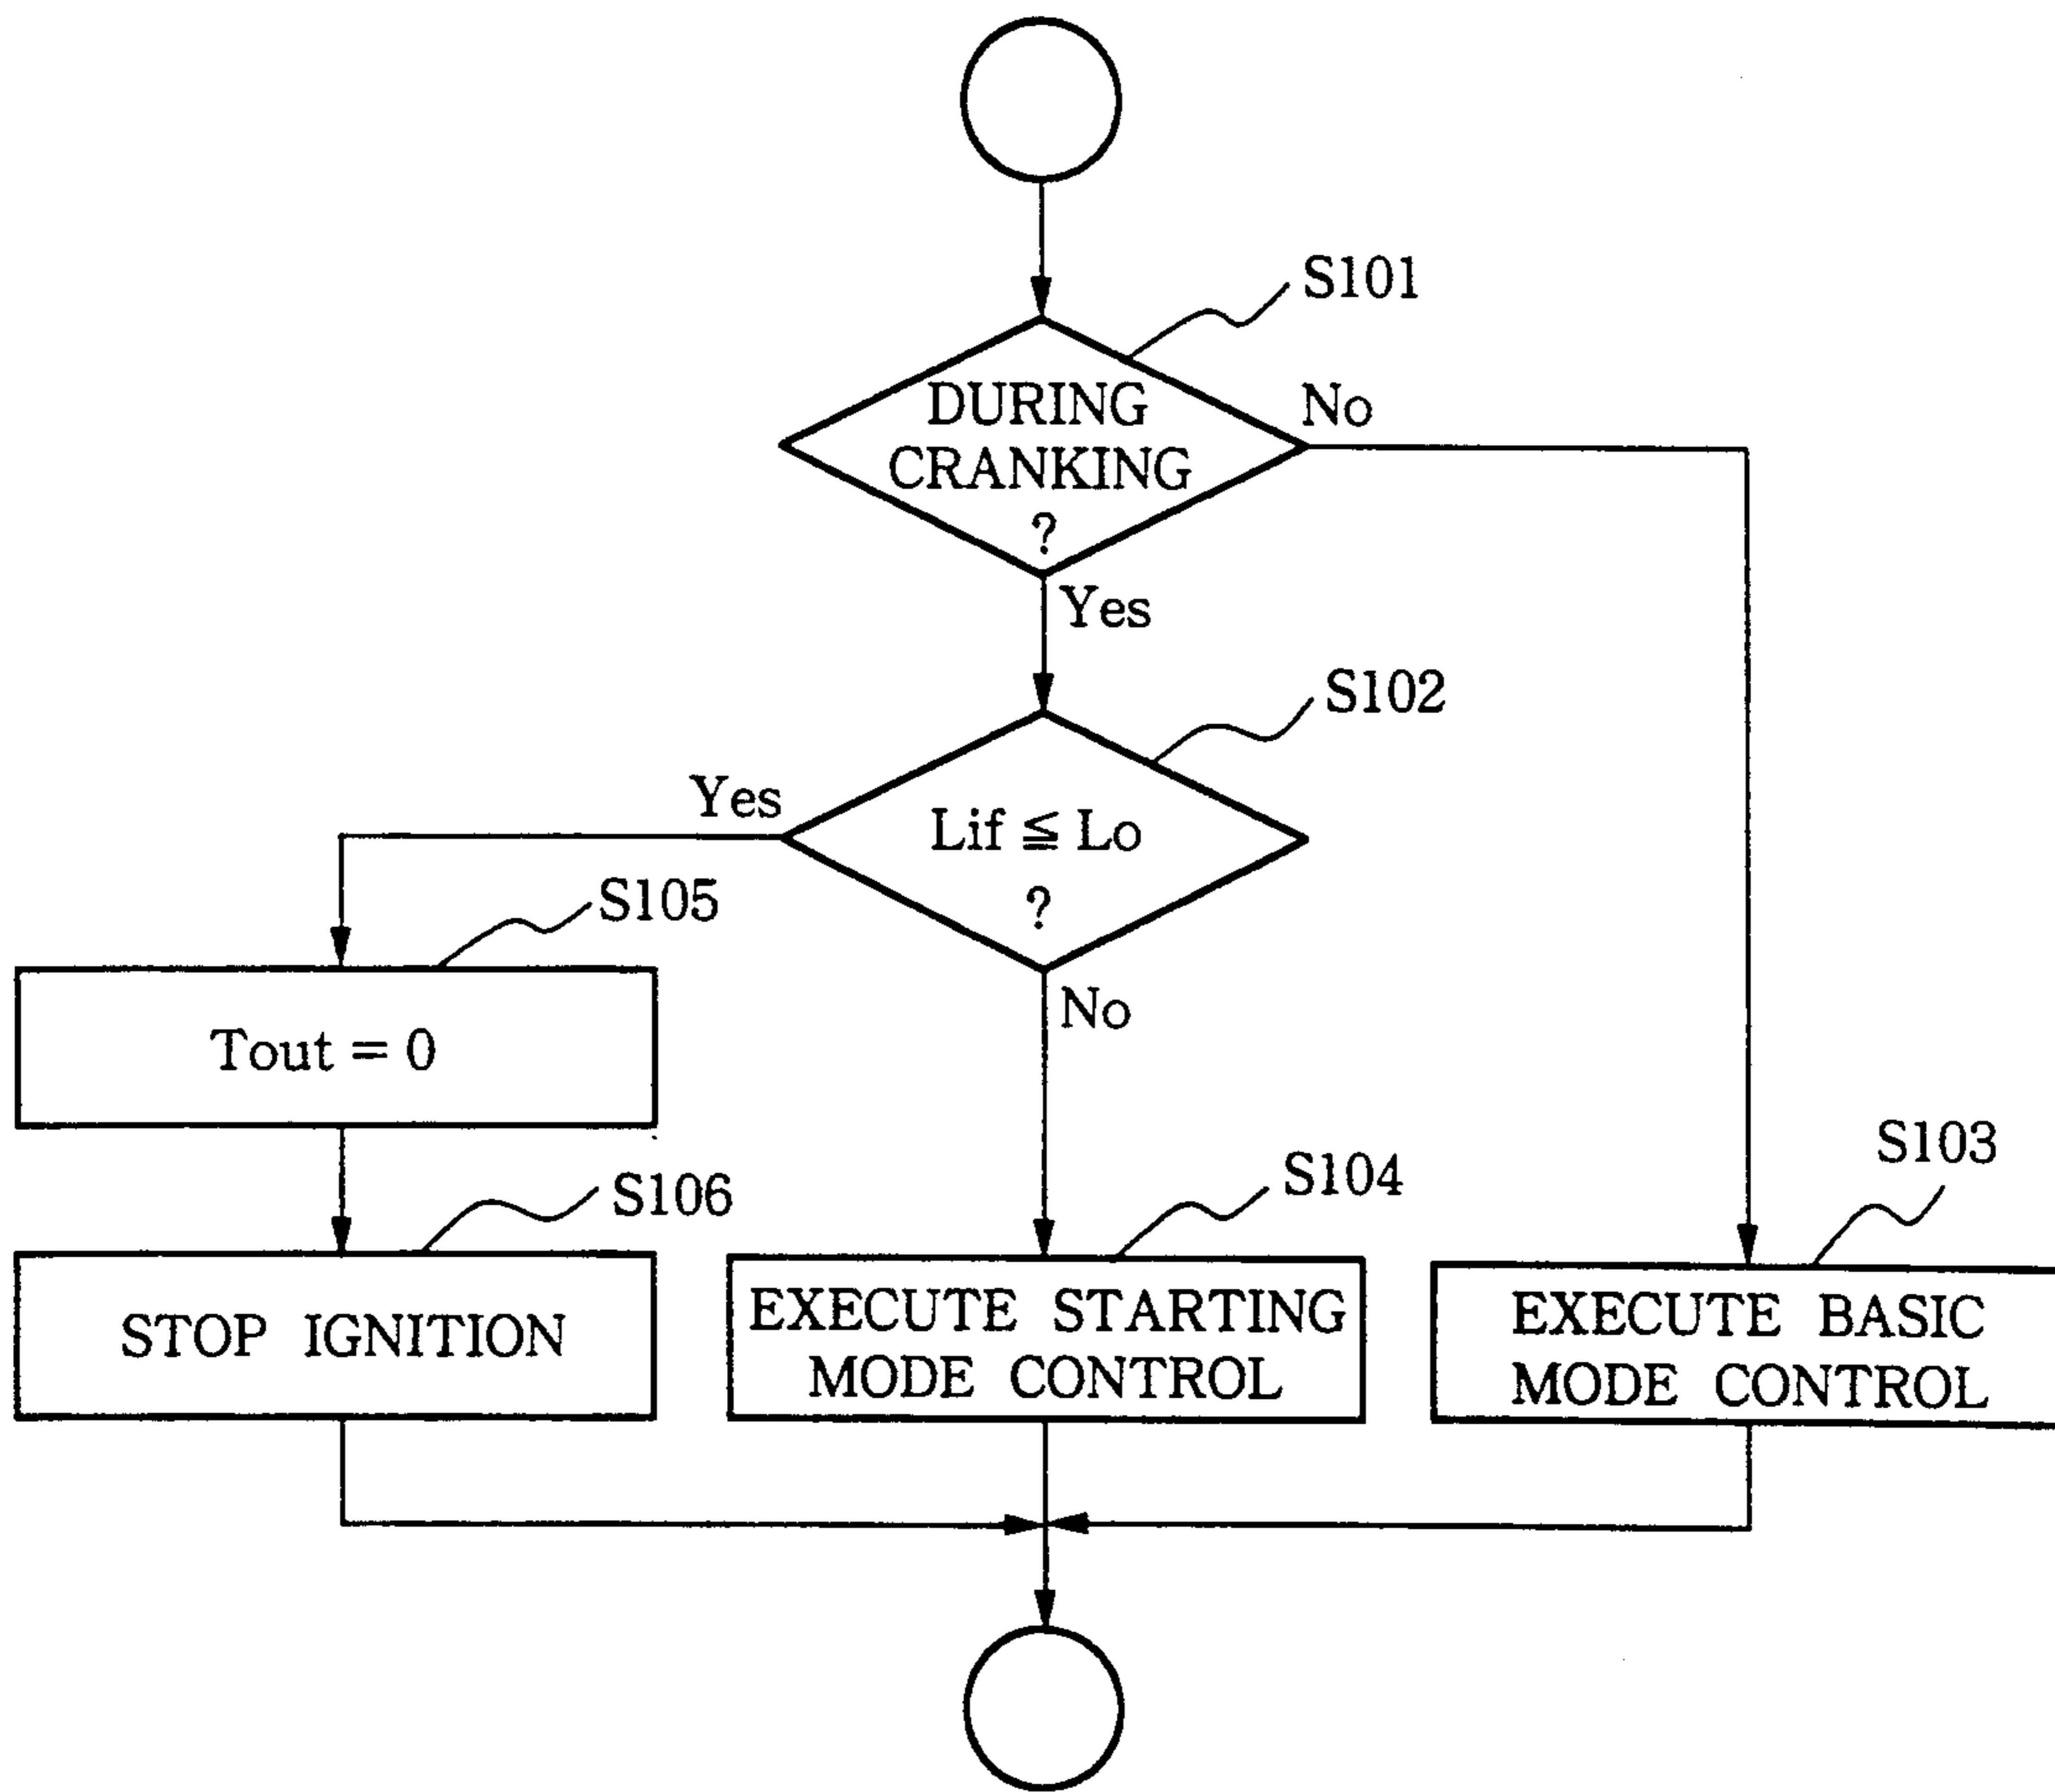 S101
DURING
CRANKING
?
No
Yes
S102
Yes
Lif ≦ Lo
?
No
S105
Tout = 0
S106
STOP IGNITION
S104
EXECUTE STARTING
MODE CONTROL
S103
EXECUTE BASIC
MODE CONTROL